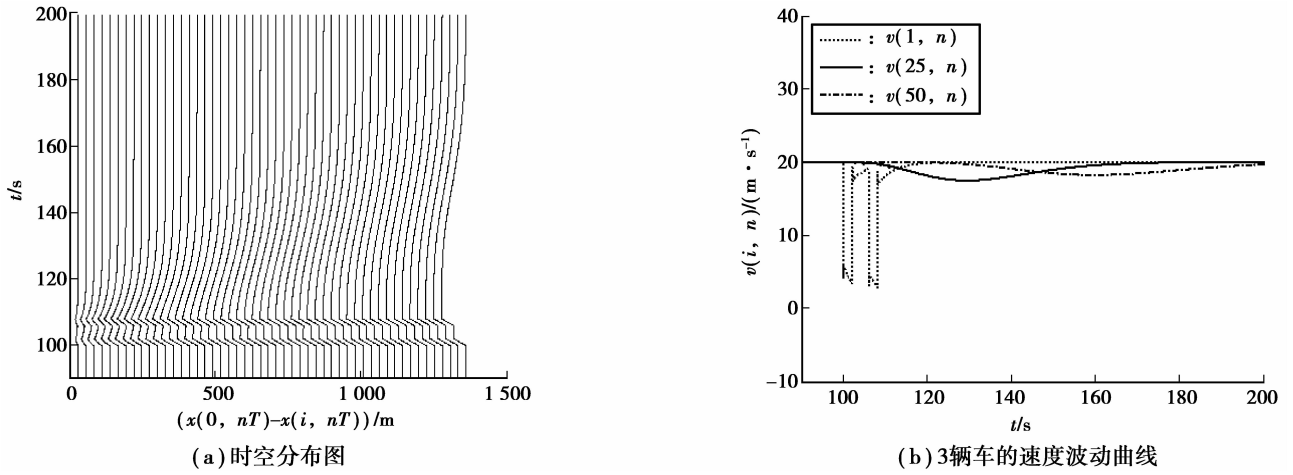 200
180
160
140
120
100
t/s
0
500
1 000
1 500
(x(0, nT)−x(i, nT))/m
(a)时空分布图
40
30
20
10
0
−10
v(i, n)/(m·s⁻¹)
: v(1, n)
: v(25, n)
: v(50, n)
100
120
140
160
180
200
t/s
(b)3辆车的速度波动曲线